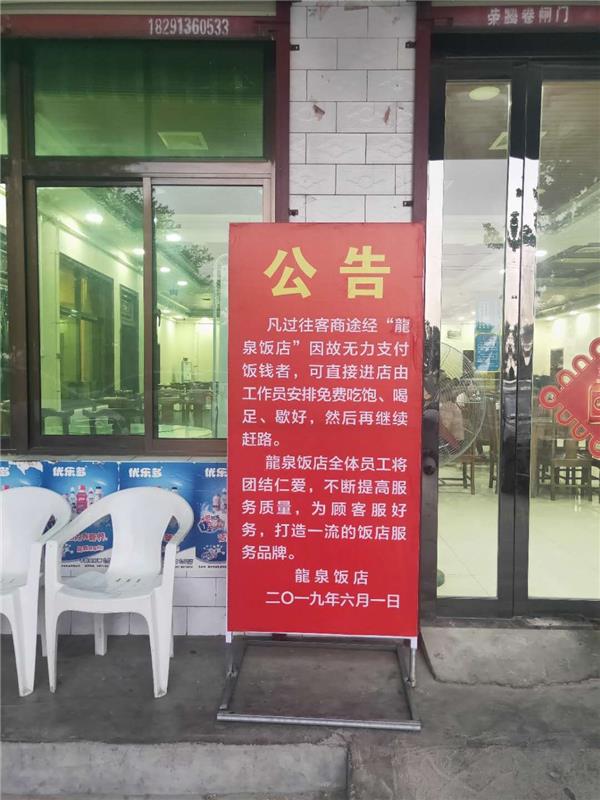 18291360533
荣腾卷闸门
公告
凡过往客商途经“龍
泉饭店”因故无力支付
饭钱者，可直接进店由
工作员安排免费吃饱、喝
足、歇好，然后再继续
赶路。
龍泉饭店全体员工将
团结仁爱，不断提高服
务质量，为顾客服好
务，打造一流的饭店服
务品牌。
龍泉饭店
二〇一九年六月一日
优乐多
优乐多
优乐